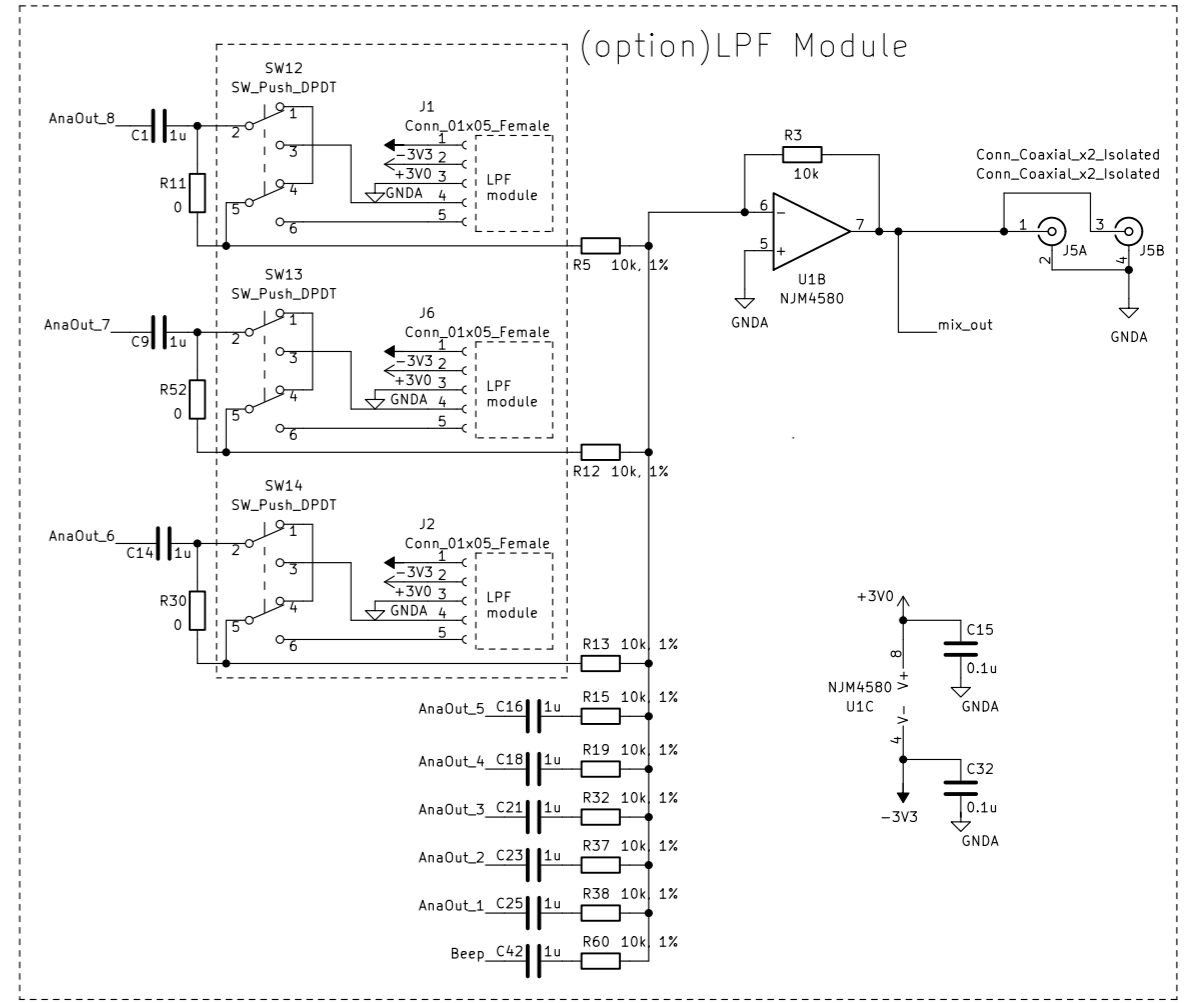 (option)LPF Module
SW12
SW_Push_DPDT
AnaOut_8
C1
1u
2
1
3
4
5
6
R11
0
J1
Conn_01x05_Female
1
-3V3 2
+3V0 3
GNDA 4
5
LPF
module
R5 10k, 1%
R3
10k
6
5
7
-
+
U1B
NJM4580
GNDA
mix_out
Conn_Coaxial_x2_Isolated
Conn_Coaxial_x2_Isolated
1
J5A
2
3
J5B
4
GNDA
SW13
SW_Push_DPDT
AnaOut_7
C9
1u
2
1
3
4
5
6
R52
0
J6
Conn_01x05_Female
1
-3V3 2
+3V0 3
GNDA 4
5
LPF
module
R12 10k, 1%
SW14
SW_Push_DPDT
AnaOut_6
C14
1u
2
1
3
4
5
6
R30
0
J2
Conn_01x05_Female
1
-3V3 2
+3V0 3
GNDA 4
5
LPF
module
R13 10k, 1%
AnaOut_5 C16 1u R15 10k, 1%
AnaOut_4 C18 1u R19 10k, 1%
AnaOut_3 C21 1u R32 10k, 1%
AnaOut_2 C23 1u R37 10k, 1%
AnaOut_1 C25 1u R38 10k, 1%
Beep C42 1u R60 10k, 1%
+3V0
C15
0.1u
GNDA
8
V+
NJM4580
U1C
V-
4
C32
0.1u
GNDA
-3V3